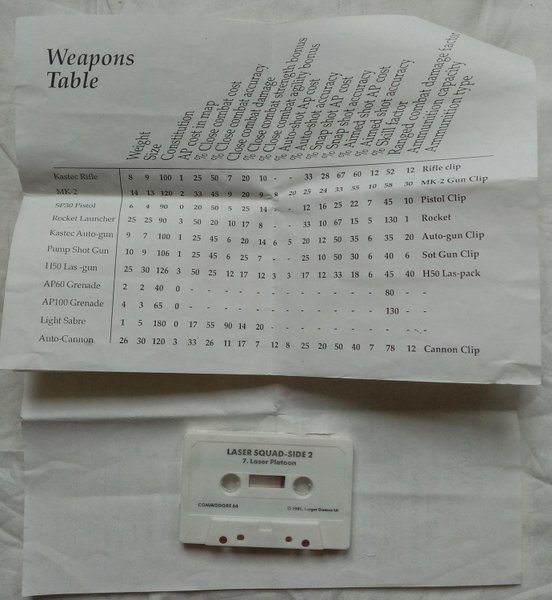 Weapons
Table
Weight
Size
Constitution
AP cost in map
% Close combat cost
% Close combat accuracy
Close combat damage
% Close combat strength bonus
% Close combat agility bonus
% Auto-shot Ap cost
% Auto-shot accuracy
% Snap shot AP cost
% Snap shot accuracy
% Aimed shot AP cost
% Aimed shot accuracy
% Skill factor
Ranged combat damage factor
Ammunition capacity
Ammunition type
Kastec Rifle 8 9 100 1 25 50 7 20 10 - - 33 28 67 60 12 52 12 Rifle clip
MK-2 14 13 120 2 33 45 9 20 9 8 20 25 24 33 55 10 58 30 MK-2 Gun Clip
SP30 Pistol 6 4 90 0 20 50 5 25 14 - - 12 16 25 22 7 45 10 Pistol Clip
Rocket Launcher 25 25 90 3 50 20 10 17 8 - - 33 10 67 15 5 130 1 Rocket
Kastec Auto-gun 9 7 100 1 25 45 6 20 14 6 5 20 12 50 35 6 35 20 Auto-gun Clip
Pump Shot Gun 10 9 106 1 45 6 25 7 - - 25 10 50 30 6 40 6 Sot Gun Clip
H50 Las-gun 25 30 126 3 50 25 12 17 12 3 3 17 12 33 18 6 45 40 H50 Las-pack
AP60 Grenade 2 2 40 0 - - - - - - - - - - - - 80 - -
AP100 Grenade 4 3 65 0 - - - - - - - - - - - - 130 - -
Light Sabre 1 5 180 0 17 55 90 14 20 - - - - - - - - - -
Auto-Cannon 26 30 120 3 33 26 11 17 7 12 8 25 20 50 40 7 78 12 Cannon Clip
LASER SQUAD-SIDE 2
7. Laser Platoon
COMMODORE 64